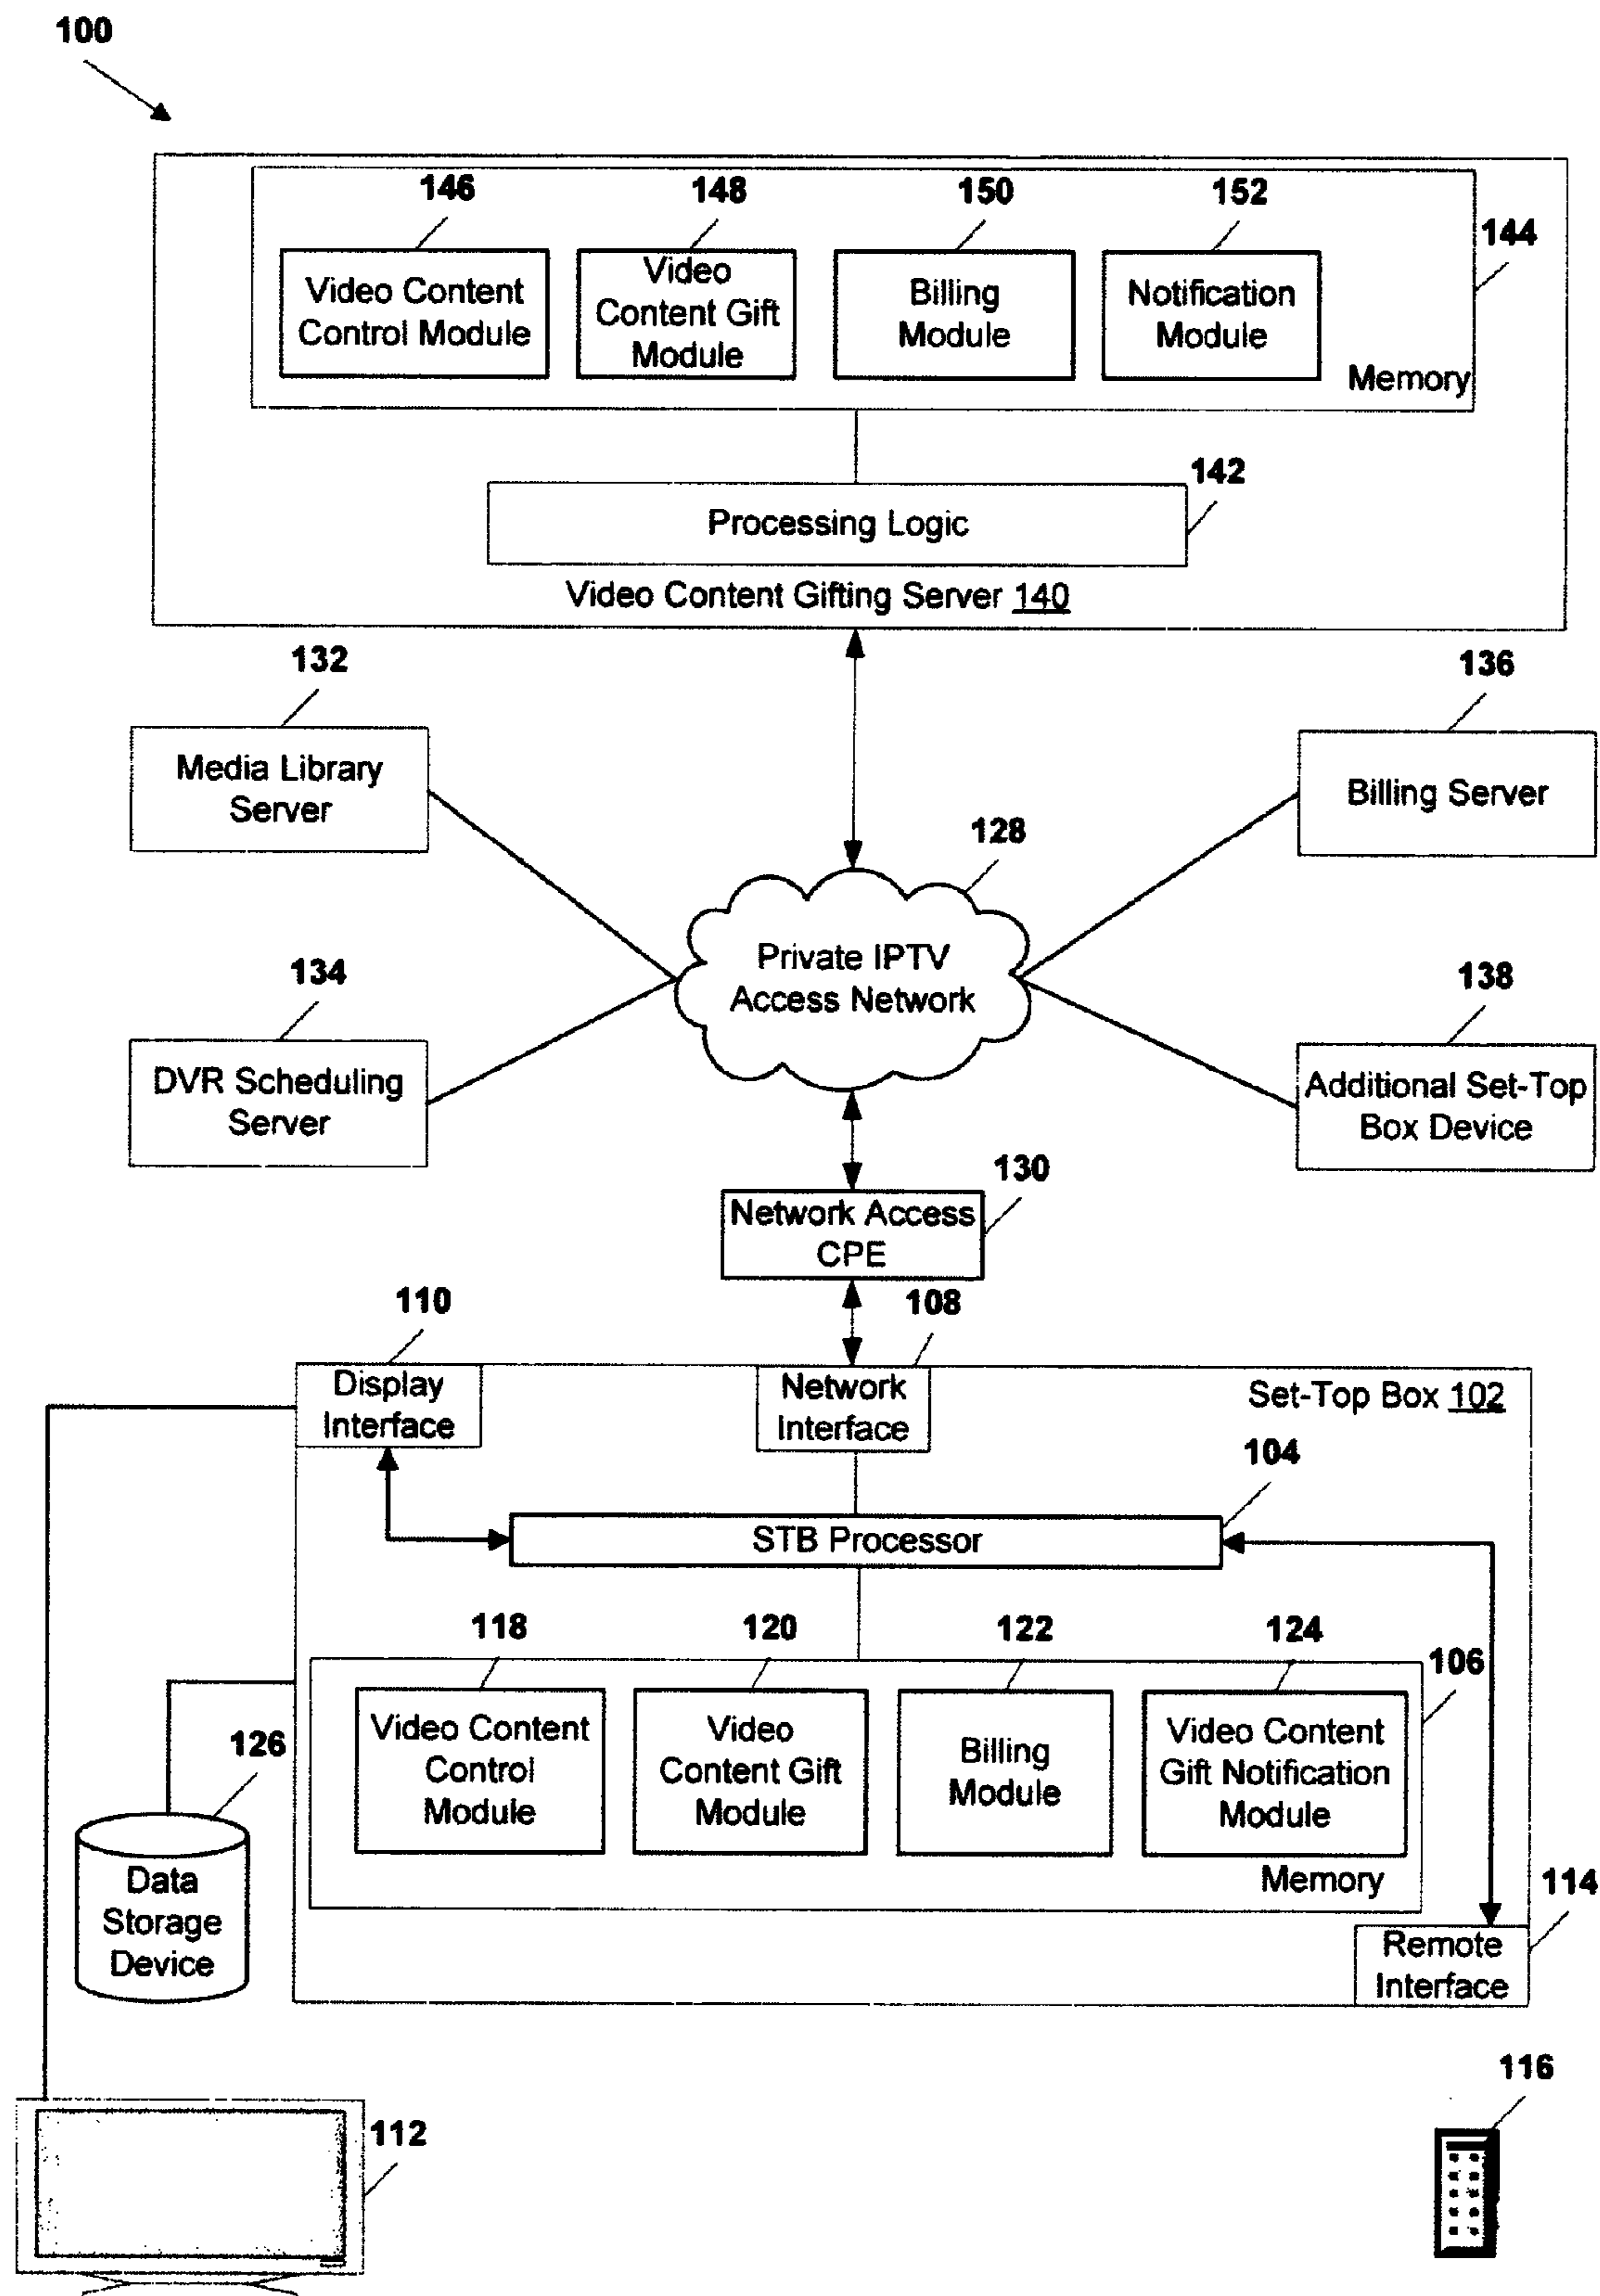 100
146
148
150
152
144
Video Content
Control Module
Video
Content Gift
Module
Billing
Module
Notification
Module
Memory
142
Processing Logic
Video Content Gifting Server 140
132
136
Media Library
Server
Billing Server
128
Private IPTV
Access Network
134
138
DVR Scheduling
Server
Additional Set-Top
Box Device
130
Network Access
CPE
110
108
Display
Interface
Network
Interface
Set-Top Box 102
104
STB Processor
118
120
122
124
106
Video Content
Control
Module
Video
Content Gift
Module
Billing
Module
Video Content
Gift Notification
Module
Memory
126
Data
Storage
Device
114
Remote
Interface
116
112